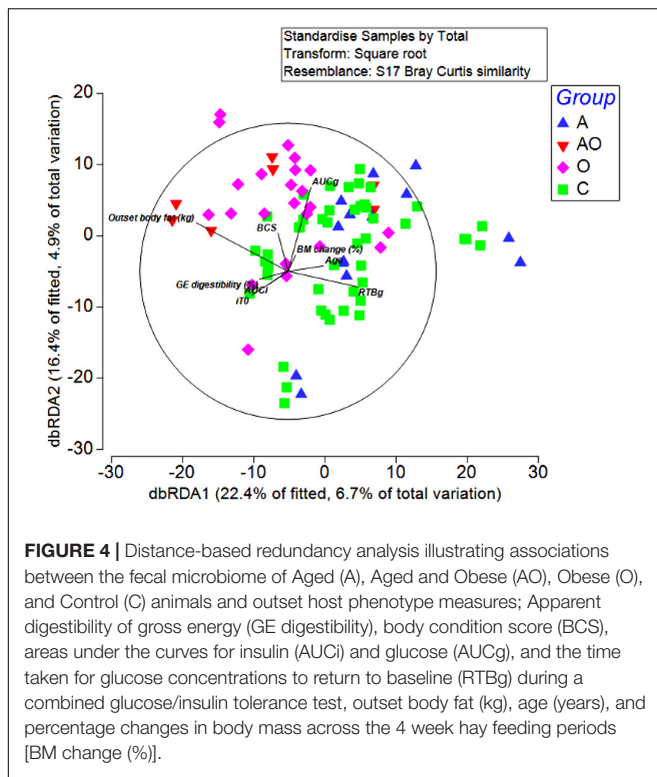 Standardise Samples by Total
Transform: Square root
Resemblance: S17 Bray Curtis similarity
Group
A
AO
O
C
20
10
0
-10
-20
-30
dbRDA2 (16.4% of fitted, 4.9% of total variation)
AUCg
Outset body fat (kg)
BCS
BM change (%)
Age
GE digestibility (%)
AUCi
iT0
RTBg
-30
-20
-10
0
10
20
30
dbRDA1 (22.4% of fitted, 6.7% of total variation)
FIGURE 4 | Distance-based redundancy analysis illustrating associations
between the fecal microbiome of Aged (A), Aged and Obese (AO), Obese (O),
and Control (C) animals and outset host phenotype measures; Apparent
digestibility of gross energy (GE digestibility), body condition score (BCS),
areas under the curves for insulin (AUCi) and glucose (AUCg), and the time
taken for glucose concentrations to return to baseline (RTBg) during a
combined glucose/insulin tolerance test, outset body fat (kg), age (years), and
percentage changes in body mass across the 4 week hay feeding periods
[BM change (%)].